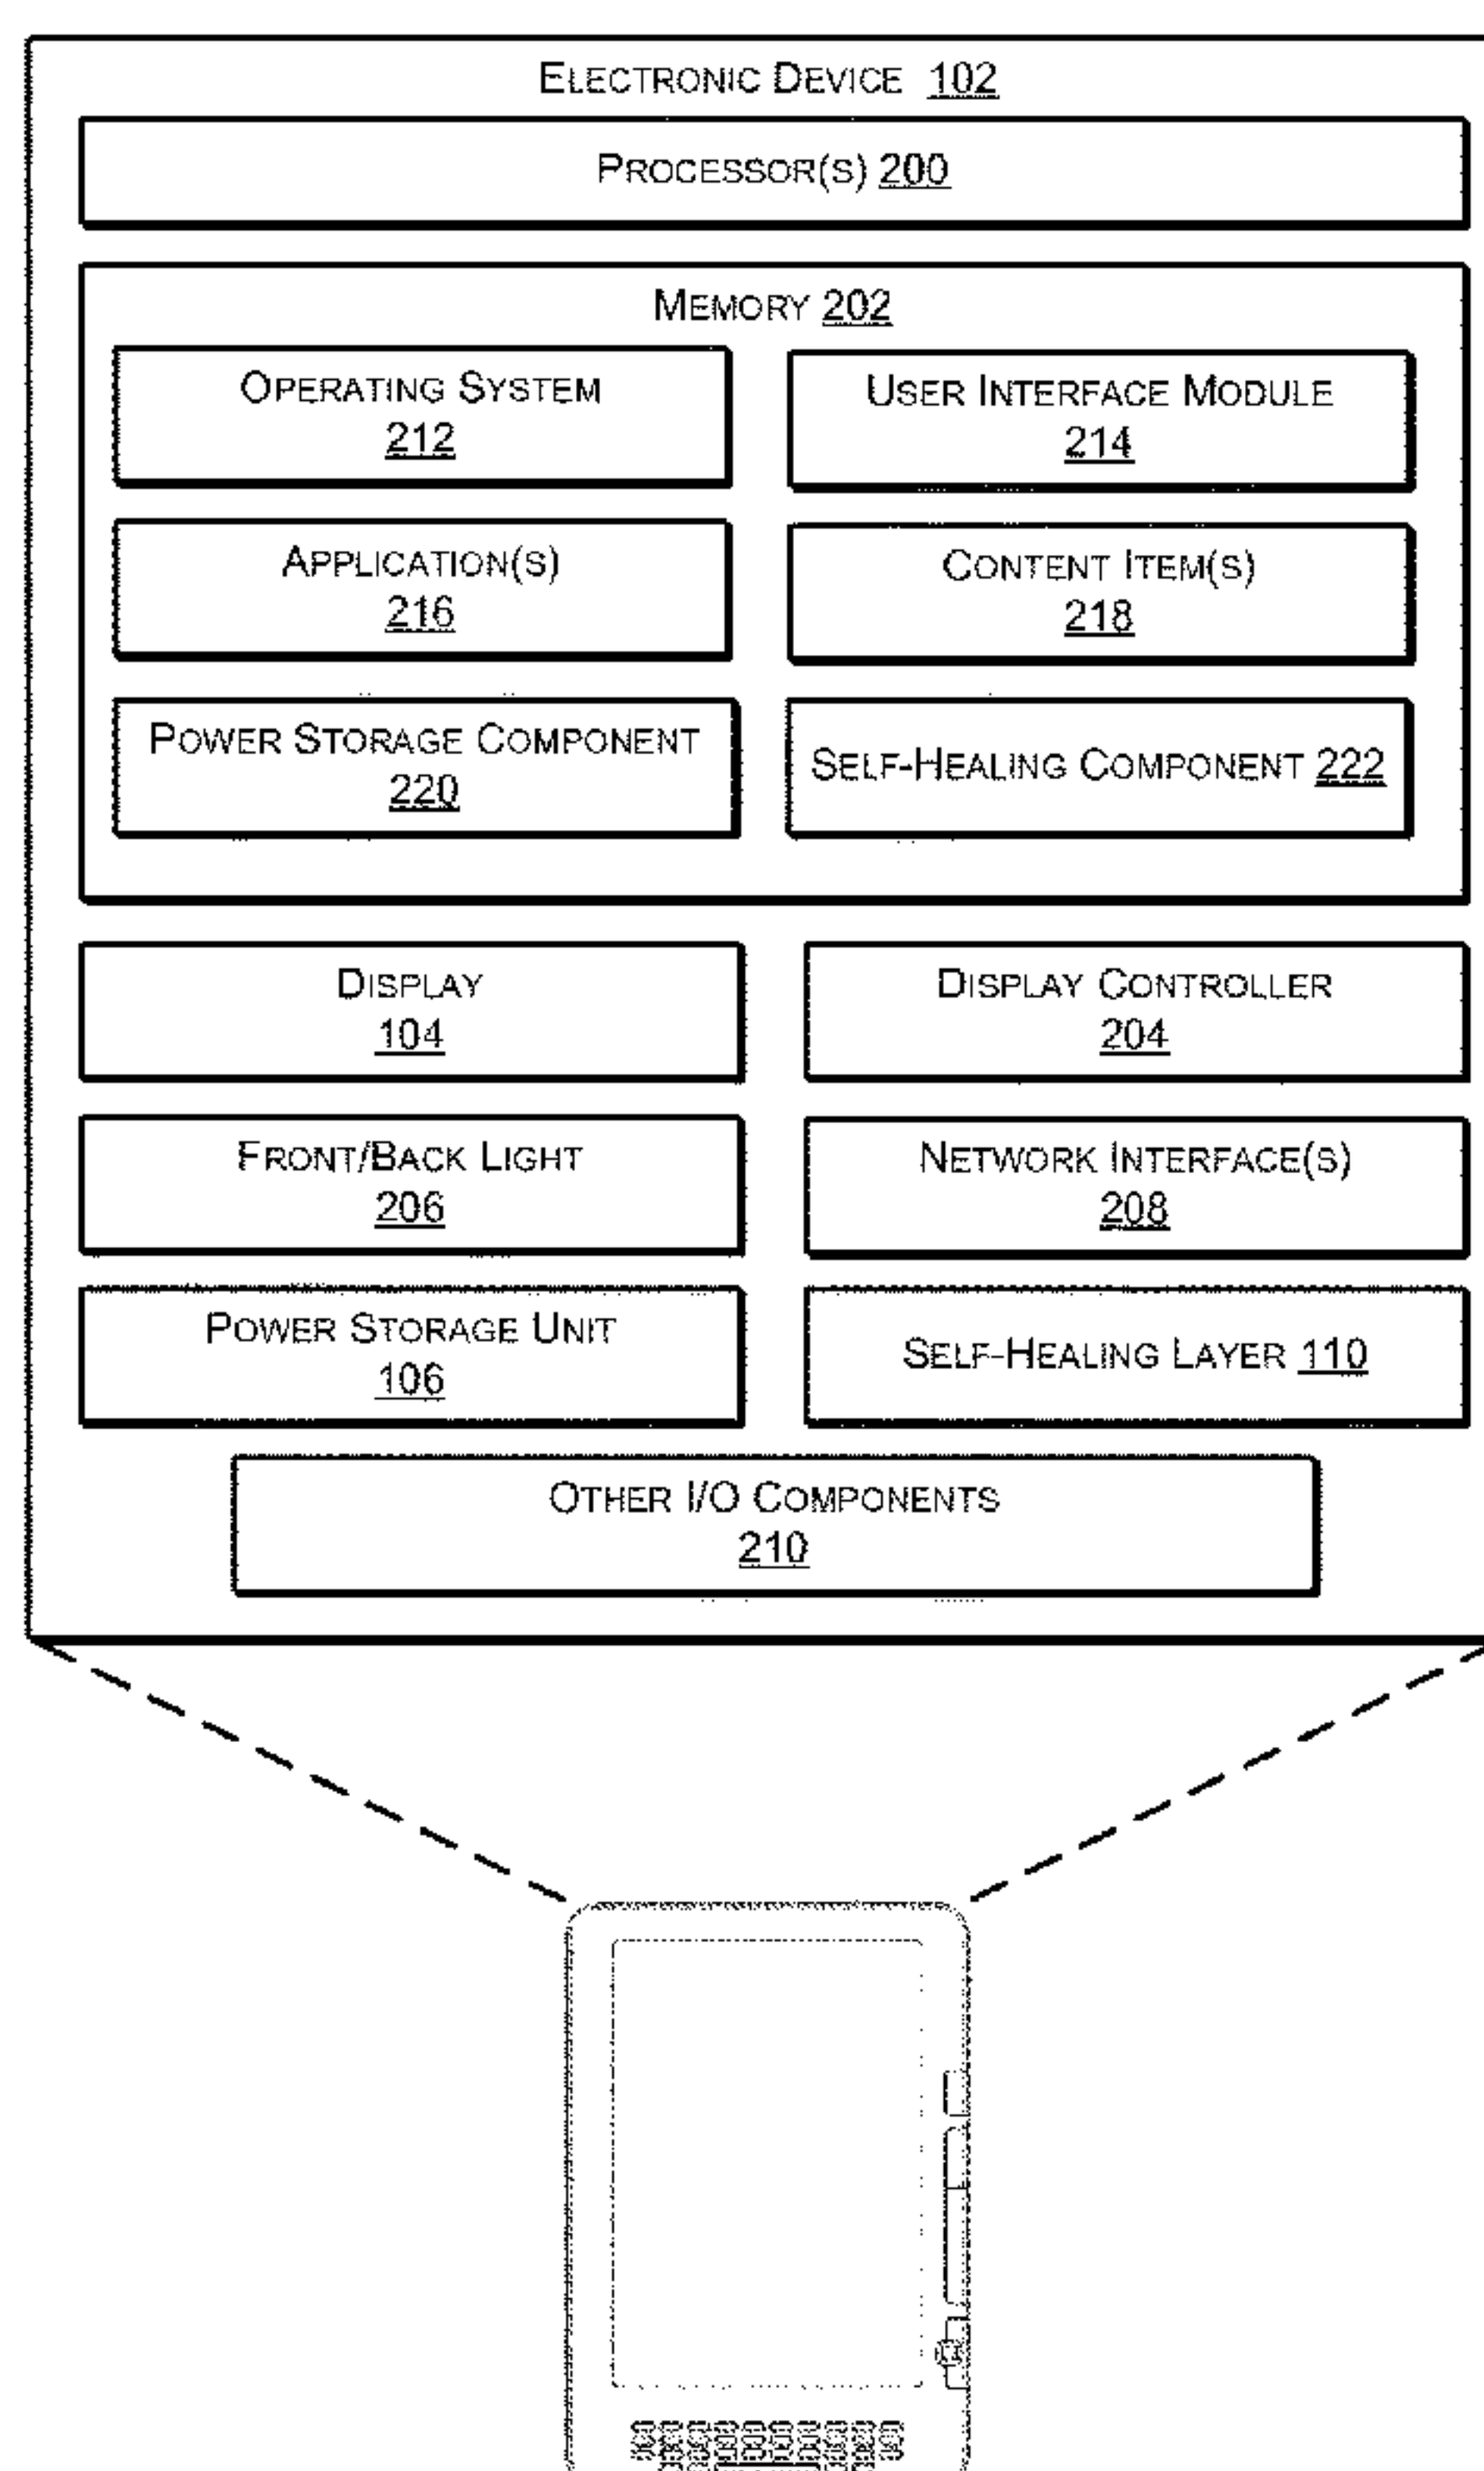 ELECTRONIC DEVICE 102
PROCESSOR(S) 200
MEMORY 202
OPERATING SYSTEM
212
USER INTERFACE MODULE
214
APPLICATION(S)
216
CONTENT ITEM(S)
218
POWER STORAGE COMPONENT
220
SELF-HEALING COMPONENT 222
DISPLAY
104
DISPLAY CONTROLLER
204
FRONT/BACK LIGHT
206
NETWORK INTERFACE(S)
208
POWER STORAGE UNIT
106
SELF-HEALING LAYER 110
OTHER I/O COMPONENTS
210